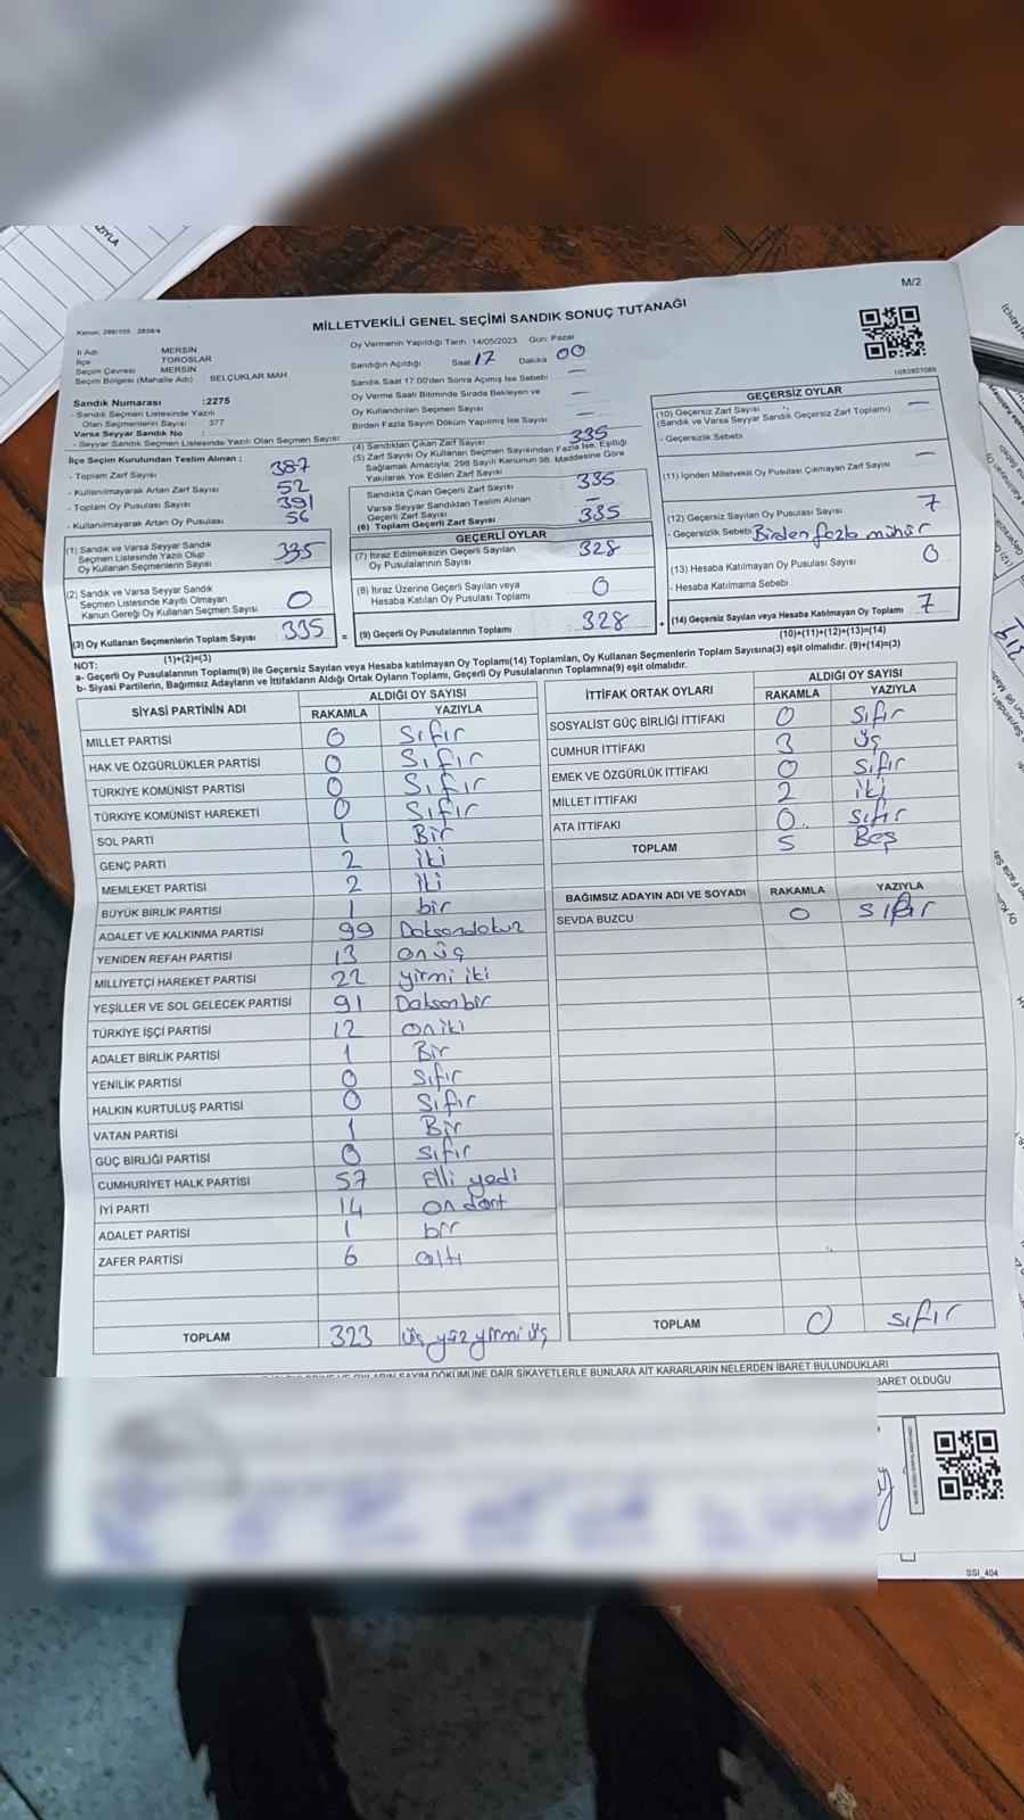 YAZIYLA
M/2
MİLLETVEKİLİ GENEL SEÇİMİ SANDIK SONUÇ TUTANAĞI
İl Adı MERSİN
İlçe TOROSLAR
Seçim Çevresi MERSİN
Seçim Bölgesi (Mahalle Adı) SELÇUKLAR MAH.
Sandık Numarası :2275
- Sandık Seçmen Listesinde Yazılı
Olan Seçmenlerin Sayısı : 377
Varsa Seyyar Sandık No :
- Seyyar Sandık Seçmen Listesinde Yazılı Olan Seçmen Sayısı
İlçe Seçim Kurulundan Teslim Alınan :
- Toplam Zarf Sayısı 387
- Kullanılmayarak Artan Zarf Sayısı 52
- Toplam Oy Pusulası Sayısı 391
- Kullanılmayarak Artan Oy Pusulası 56
(1) Sandık ve Varsa Seyyar Sandık
Seçmen Listesinde Yazılı Olup
Oy Kullanan Seçmenlerin Sayısı 335
(2) Sandık ve Varsa Seyyar Sandık
Seçmen Listesinde Kayıtlı Olmayan
Kanun Gereği Oy Kullanan Seçmen Sayısı 0
(3) Oy Kullanan Seçmenlerin Toplam Sayısı 335
(1)+(2)=(3)
Oy Vermenin Yapıldığı Tarih: 14/05/2023 Gün: Pazar
Sandığın Açıldığı Saat 17 Dakika 00
Sandık Saat 17:00'den Sonra Açılmış İse Sebebi —
Oy Verme Saati Bitiminde Sırada Bekleyen ve
Oy Kullandırılan Seçmen Sayısı —
Birden Fazla Sayım Döküm Yapılmış İse Sayısı —
(4) Sandıktan Çıkan Zarf Sayısı 335
(5) Zarf Sayısı Oy Kullanan Seçmen Sayısından Fazla İse, Eşitliği
Sağlamak Amacıyla, 298 Sayılı Kanunun 98. Maddesine Göre
Yakılarak Yok Edilen Zarf Sayısı
Sandıkta Çıkan Geçerli Zarf Sayısı 335
Varsa Seyyar Sandıktan Teslim Alınan
Geçerli Zarf Sayısı —
(6) Toplam Geçerli Zarf Sayısı 335
GEÇERLİ OYLAR
(7) İtiraz Edilmeksizin Geçerli Sayılan
Oy Pusulalarının Sayısı 328
(8) İtiraz Üzerine Geçerli Sayılan veya
Hesaba Katılan Oy Pusulası Toplamı 0
= (9) Geçerli Oy Pusulalarının Toplamı 328
GEÇERSİZ OYLAR
(10) Geçersiz Zarf Sayısı
(Sandık ve Varsa Seyyar Sandık Geçersiz Zarf Toplamı) —
- Geçersizlik Sebebi
(11) İçinden Milletvekili Oy Pusulası Çıkmayan Zarf Sayısı —
(12) Geçersiz Sayılan Oy Pusulası Sayısı 7
- Geçersizlik Sebebi Birden fazla mühür
(13) Hesaba Katılmayan Oy Pusulası Sayısı 0
- Hesaba Katılmama Sebebi
+ (14) Geçersiz Sayılan veya Hesaba Katılmayan Oy Toplamı 7
(10)+(11)+(12)+(13)=(14)
NOT:
a- Geçerli Oy Pusulalarının Toplamı(9) ile Geçersiz Sayılan veya Hesaba katılmayan Oy Toplamı(14) Toplamları, Oy Kullanan Seçmenlerin Toplam Sayısına(3) eşit olmalıdır. (9)+(14)=(3)
b- Siyasi Partilerin, Bağımsız Adayların ve İttifakların Aldığı Ortak Oyların Toplamı, Geçerli Oy Pusulalarının Toplamına(9) eşit olmalıdır.
SİYASİ PARTİNİN ADI ALDIĞI OY SAYISI
RAKAMLA YAZIYLA
MİLLET PARTİSİ 0 Sıfır
HAK VE ÖZGÜRLÜKLER PARTİSİ 0 Sıfır
TÜRKİYE KOMÜNİST PARTİSİ 0 Sıfır
TÜRKİYE KOMÜNİST HAREKETİ 0 Sıfır
SOL PARTİ 1 Bir
GENÇ PARTİ 2 iki
MEMLEKET PARTİSİ 2 iki
BÜYÜK BİRLİK PARTİSİ 1 bir
ADALET VE KALKINMA PARTİSİ 99 Doksandokuz
YENİDEN REFAH PARTİSİ 13 onüç
MİLLİYETÇİ HAREKET PARTİSİ 22 yirmi iki
YEŞİLLER VE SOL GELECEK PARTİSİ 91 Doksanbir
TÜRKİYE İŞÇİ PARTİSİ 12 oniki
ADALET BİRLİK PARTİSİ 1 Bir
YENİLİK PARTİSİ 0 Sıfır
HALKIN KURTULUŞ PARTİSİ 0 Sıfır
VATAN PARTİSİ 1 Bir
GÜÇ BİRLİĞİ PARTİSİ 0 Sıfır
CUMHURİYET HALK PARTİSİ 57 Elli yedi
İYİ PARTİ 14 on dört
ADALET PARTİSİ 1 bir
ZAFER PARTİSİ 6 altı
TOPLAM 323 üç yüz yirmi üç
İTTİFAK ORTAK OYLARI ALDIĞI OY SAYISI
RAKAMLA YAZIYLA
SOSYALİST GÜÇ BİRLİĞİ İTTİFAKI 0 Sıfır
CUMHUR İTTİFAKI 3 üç
EMEK VE ÖZGÜRLÜK İTTİFAKI 0 Sıfır
MİLLET İTTİFAKI 2 iki
ATA İTTİFAKI 0 Sıfır
TOPLAM 5 Beş
BAĞIMSIZ ADAYIN ADI VE SOYADI RAKAMLA YAZIYLA
SEVDA BUZCU 0 Sıfır
TOPLAM 0 Sıfır
DÖKÜMÜNE DAİR ŞİKAYETLERLE BUNLARA AİT KARARLARIN NELERDEN İBARET BULUNDUKLARI
BARET OLDUĞU
SSI_404